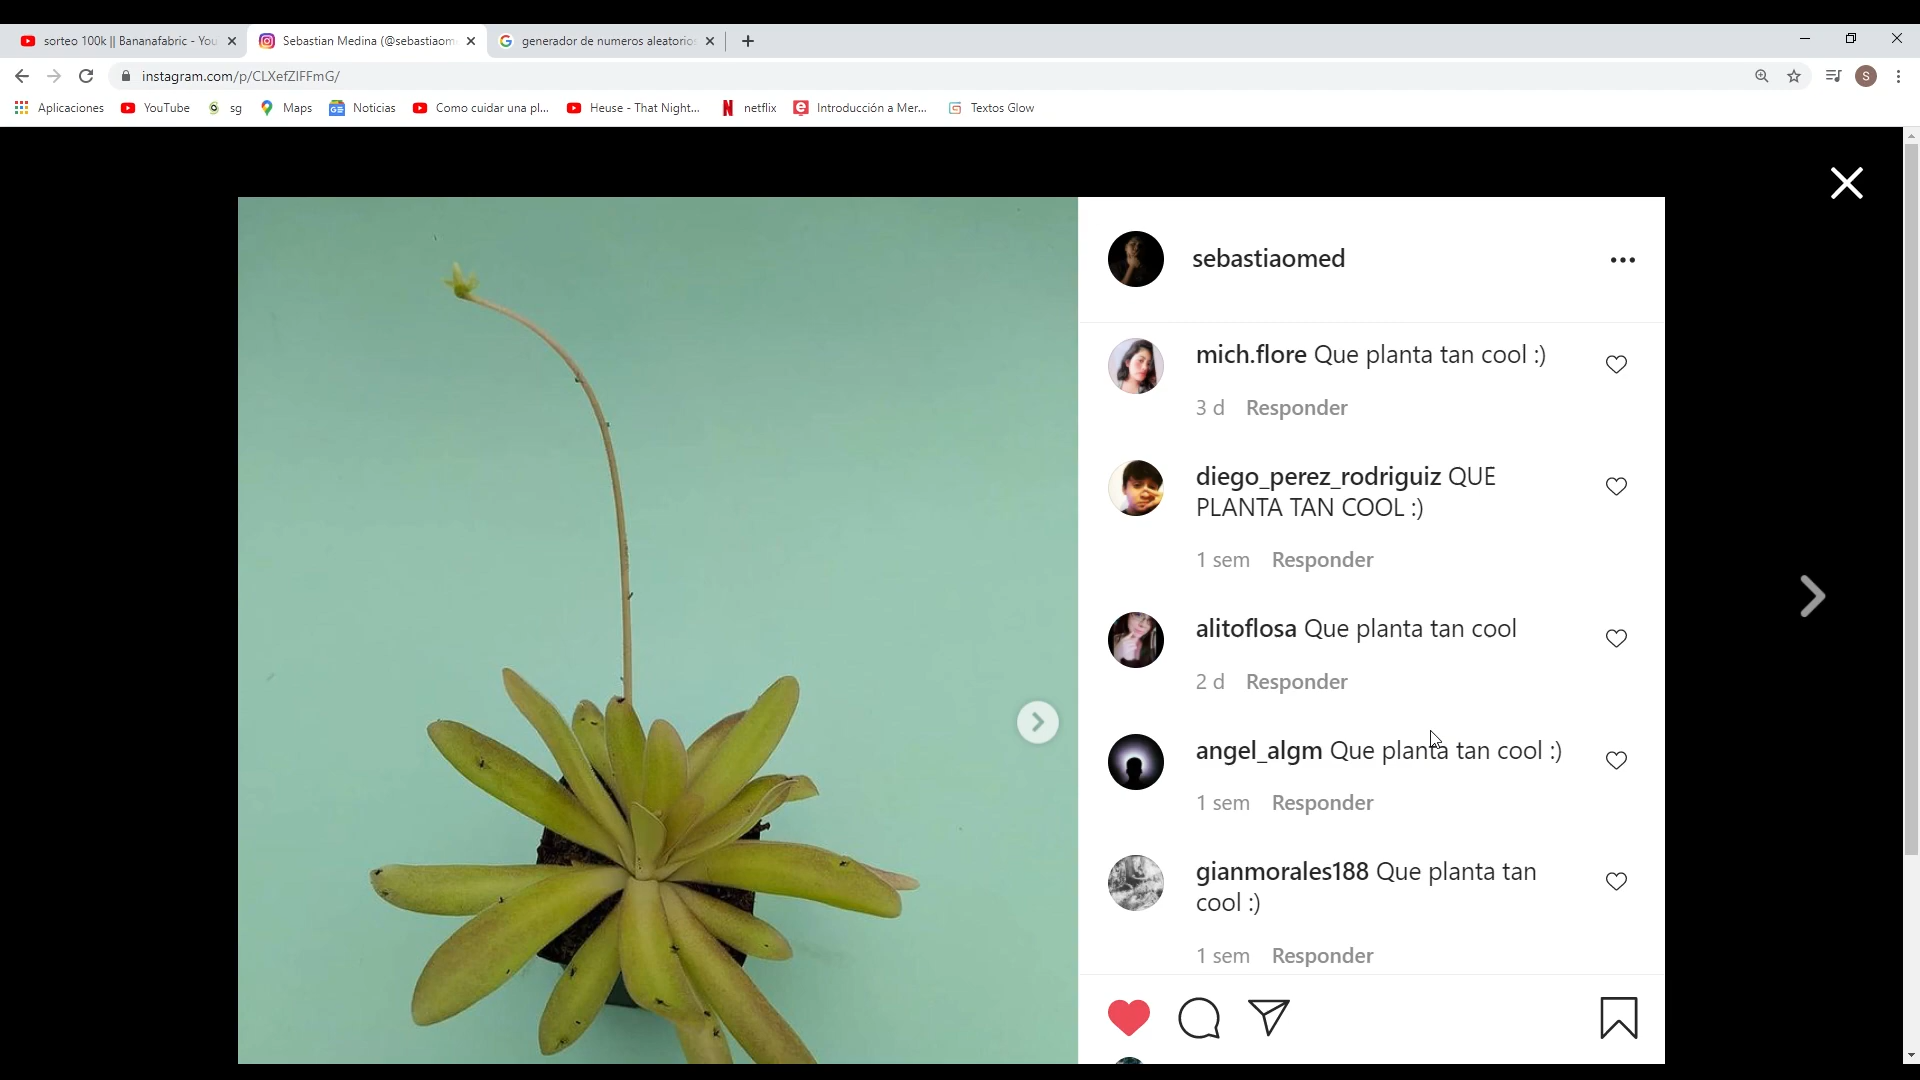 sorteo 100k || Bananafabric - You
Sebastian Medina (@sebastiaom
generador de numeros aleatorios
instagram.com/p/CLXefZIFFmG/
S
Aplicaciones
YouTube
sg
Maps
Noticias
Como cuidar una pl...
Heuse - That Night...
netflix
Introducción a Mer...
Textos Glow
sebastiaomed
mich.flore Que planta tan cool :)
3 d Responder
diego_perez_rodriguiz QUE
PLANTA TAN COOL :)
1 sem Responder
alitoflosa Que planta tan cool
2 d Responder
angel_algm Que planta tan cool :)
1 sem Responder
gianmorales188 Que planta tan
cool :)
1 sem Responder